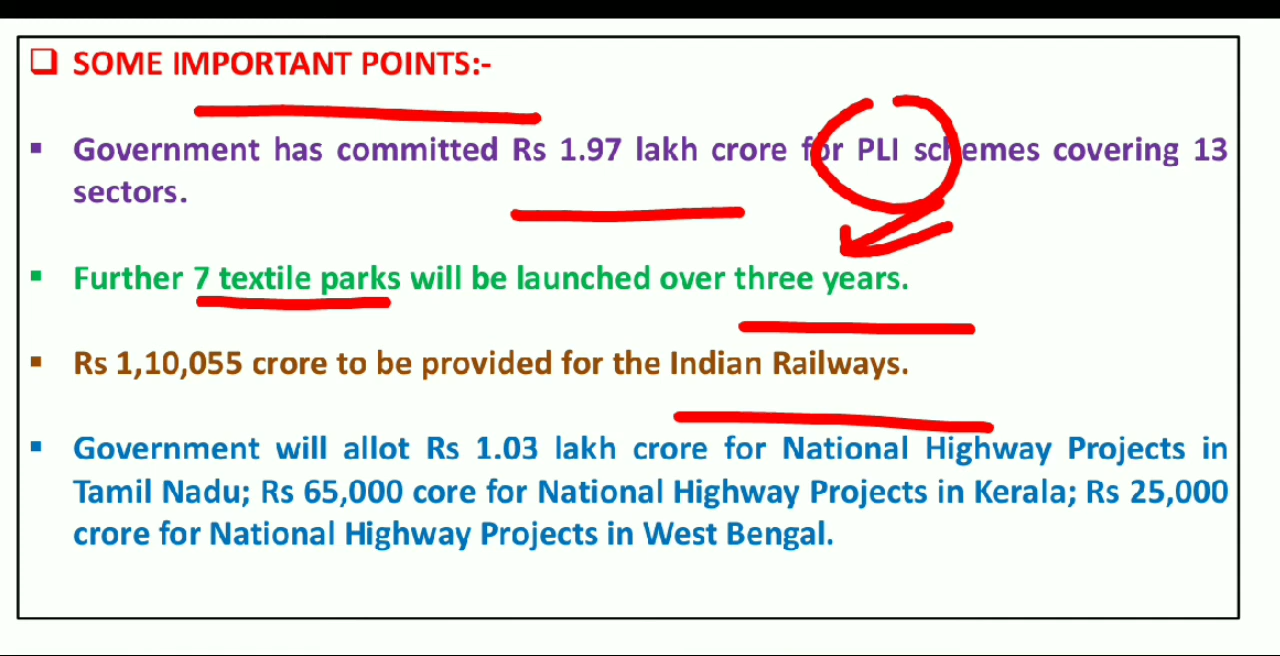 SOME IMPORTANT POINTS:-
Government has committed Rs 1.97 lakh crore for PLI schemes covering 13
sectors.
Further 7 textile parks will be launched over three years.
Rs 1,10,055 crore to be provided for the Indian Railways.
Government will allot Rs 1.03 lakh crore for National Highway Projects in
Tamil Nadu; Rs 65,000 core for National Highway Projects in Kerala; Rs 25,000
crore for National Highway Projects in West Bengal.